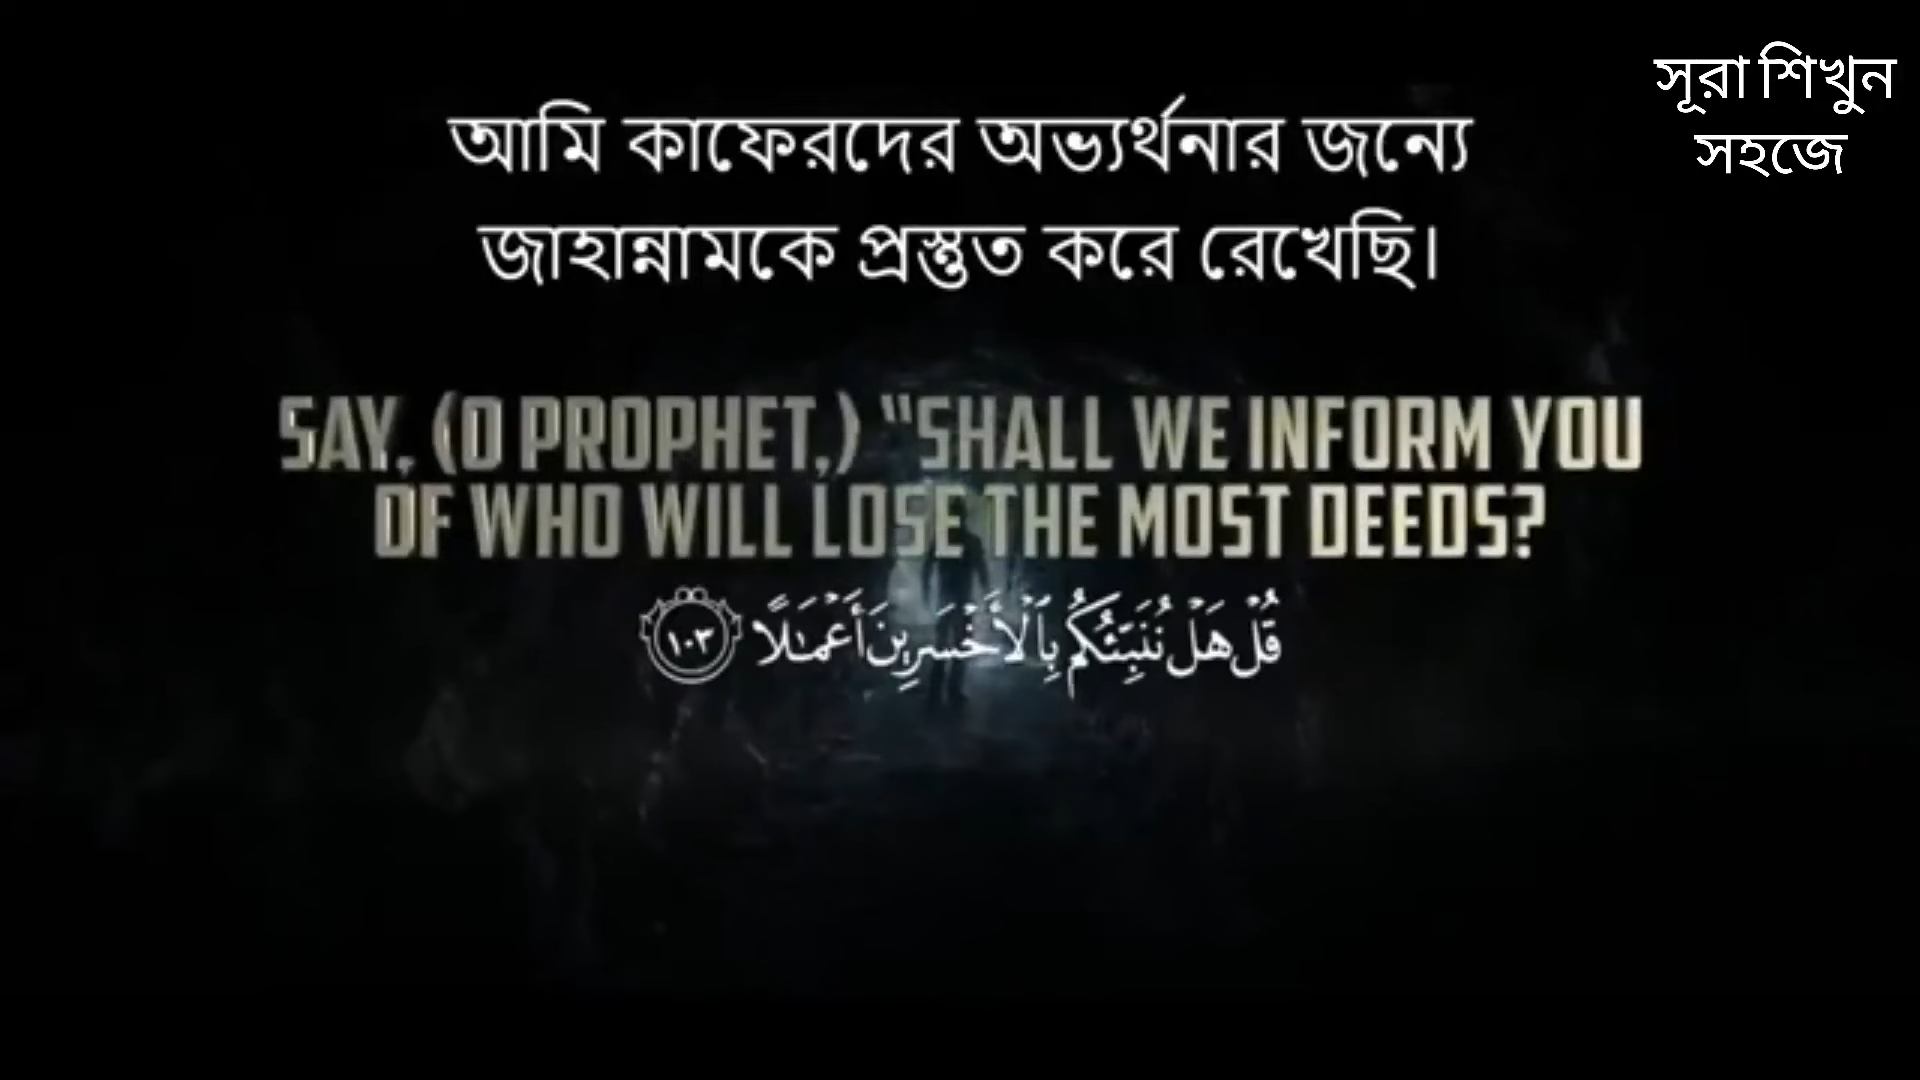 সূরা শিখুন
সহজে
আমি কাফেরদের অভ্যর্থনার জন্যে
জাহান্নামকে প্রস্তুত করে রেখেছি।
SAY, (O PROPHET,) "SHALL WE INFORM YOU
OF WHO WILL LOSE THE MOST DEEDS?
قُلْ هَلْ نُنَبِّئُكُم بِالْأَخْسَرِينَ أَعْمَـٰلًا ١٠٣